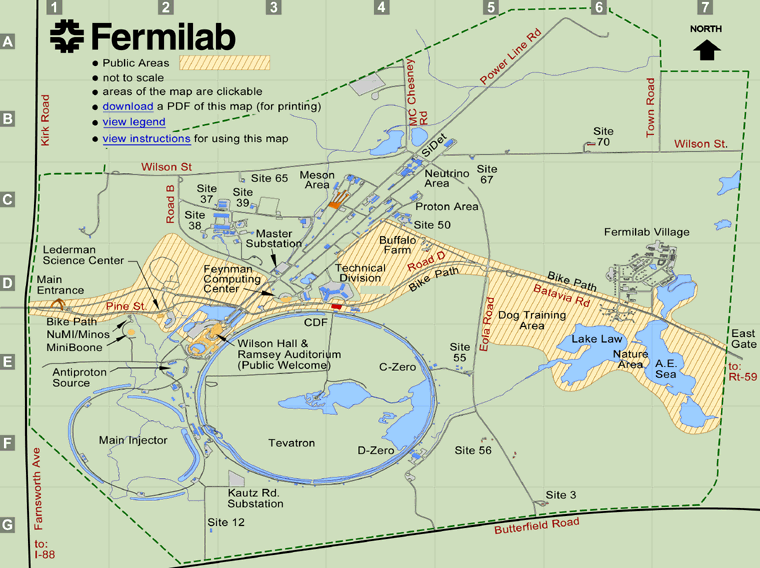 1 2 3 4 5 6 7
A
Fermilab
NORTH
• Public Areas
• not to scale
• areas of the map are clickable
• download a PDF of this map (for printing)
• view legend
• view instructions for using this map
Kirk Road
MC Chesney
Rd
Power Line Rd
Town Road
B
SiDet
Site
70
Wilson St.
Wilson St
Road B
Site 65
Meson
Area
Neutrino
Area
Site
67
C
Site
37
Site
39
Site
38
Proton Area
Site 50
Master
Substation
Buffalo
Farm
Fermilab Village
Lederman
Science Center
Feynman
Computing
Center
Technical
Division
Road D
Bike Path
Bike Path
Batavia Rd
D
Main
Entrance
Pine St.
Dog Training
Area
Eola Road
Bike Path
NuMI/Minos
MiniBoone
CDF
Wilson Hall &
Ramsey Auditorium
(Public Welcome)
Lake Law
Nature
Area
A.E.
Sea
East
Gate
to:
Rt-59
E
Antiproton
Source
C-Zero
Site
55
F
Main Injector
Tevatron
D-Zero
Site 56
Farnsworth Ave
Kautz Rd.
Substation
Site 3
G
Site 12
Butterfield Road
to:
I-88